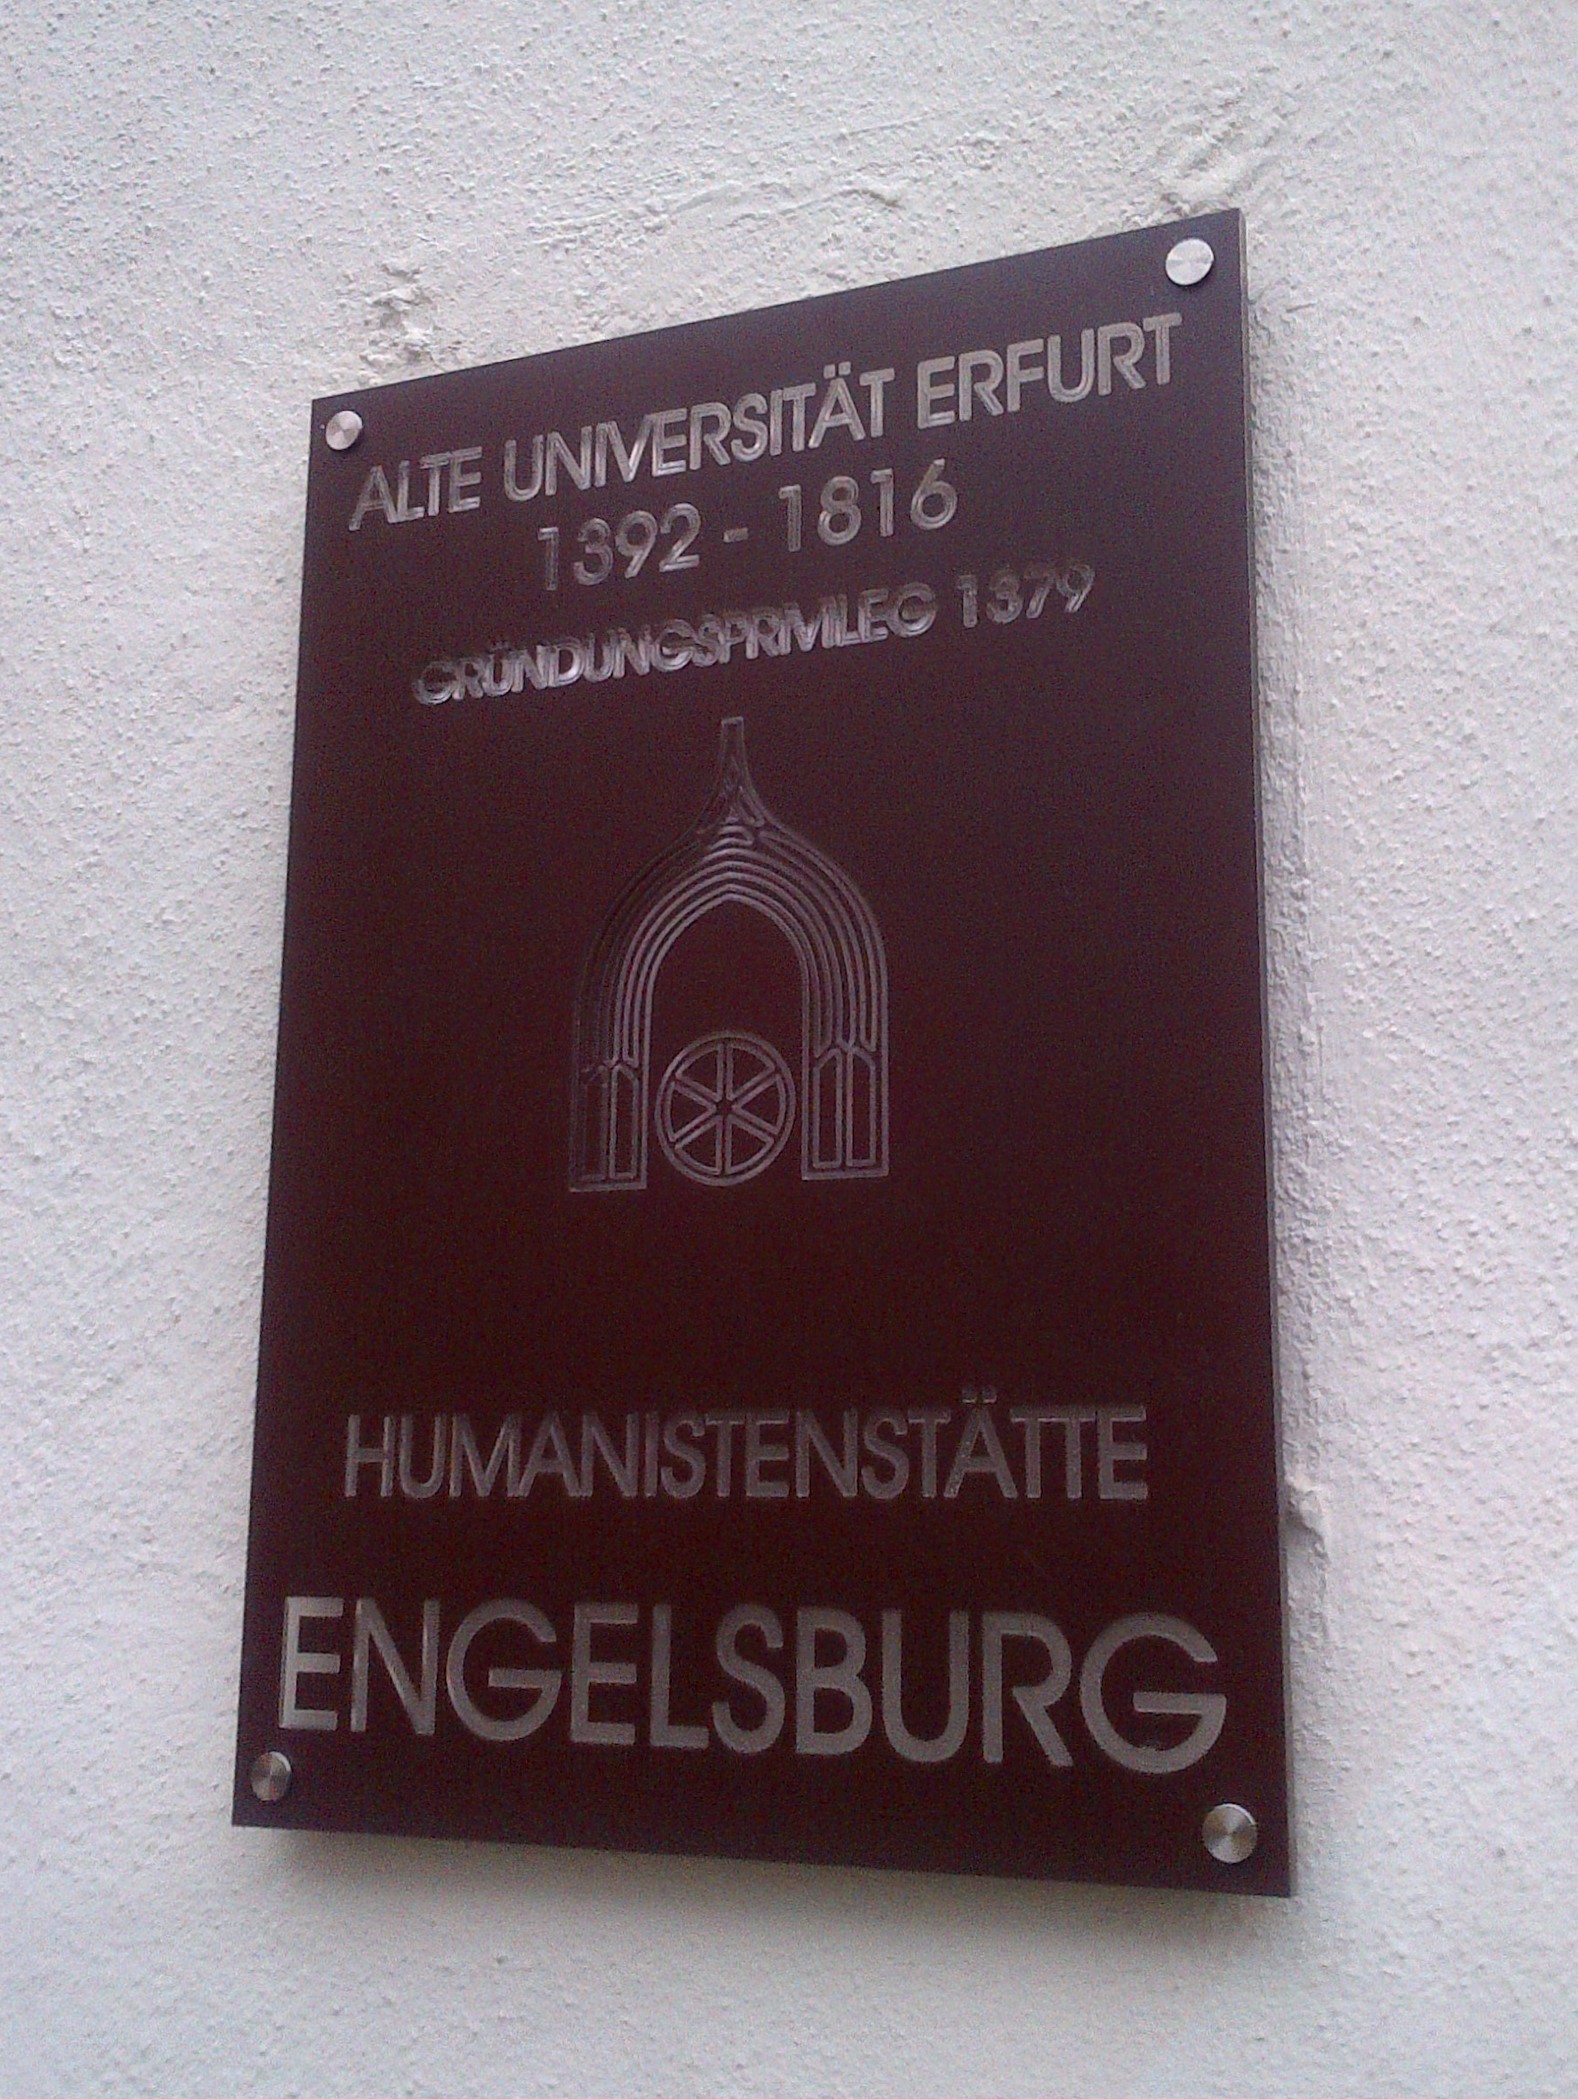 ALTE UNIVERSITÄT ERFURT
1392 - 1816
GRÜNDUNGSPRIVILEG 1379
HUMANISTENSTÄTTE
ENGELSBURG